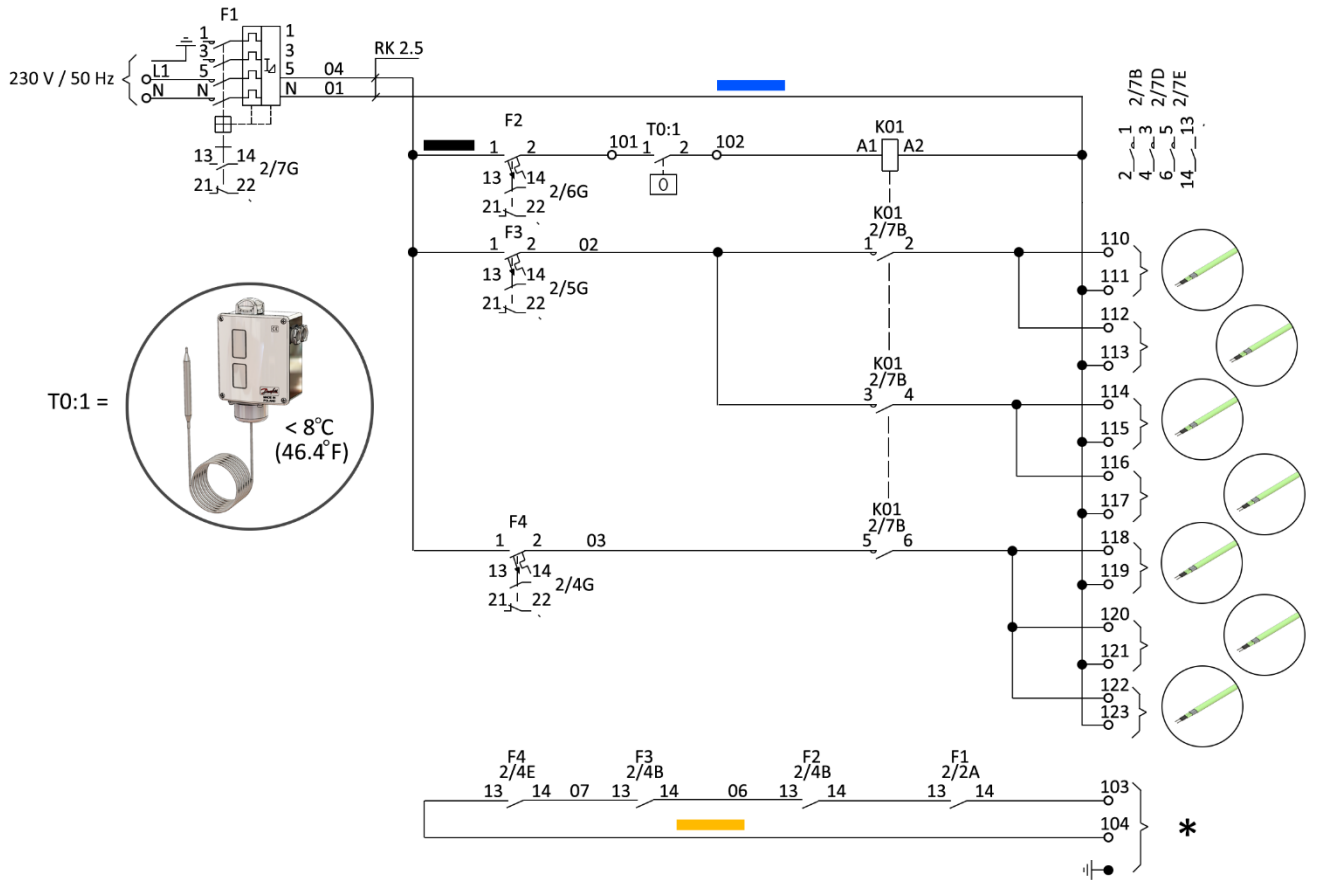 F1
1 1
3 3
230 V / 50 Hz L1 5 5 04 RK 2.5
N N N 01
13 14 2/7G
21 22
F2
1 2 101 T0:1 1 2 102 K01 A1 A2
13 14 2/6G
21 22
0
2/7B 2/7D 2/7E
1 3 5 13
2 4 6 14
F3
1 2 02 K01 2/7B 1 2
13 14 2/5G
21 22
110
111
112
113
K01
2/7B
3 4
114
115
116
117
T0:1 =
Danfoss
< 8°C
(46.4°F)
F4
1 2 03 K01 2/7B 5 6
13 14 2/4G
21 22
118
119
120
121
122
123
F4 F3 F2 F1
2/4E 2/4B 2/4B 2/2A
13 14 07 13 14 06 13 14 13 14 103
104
*